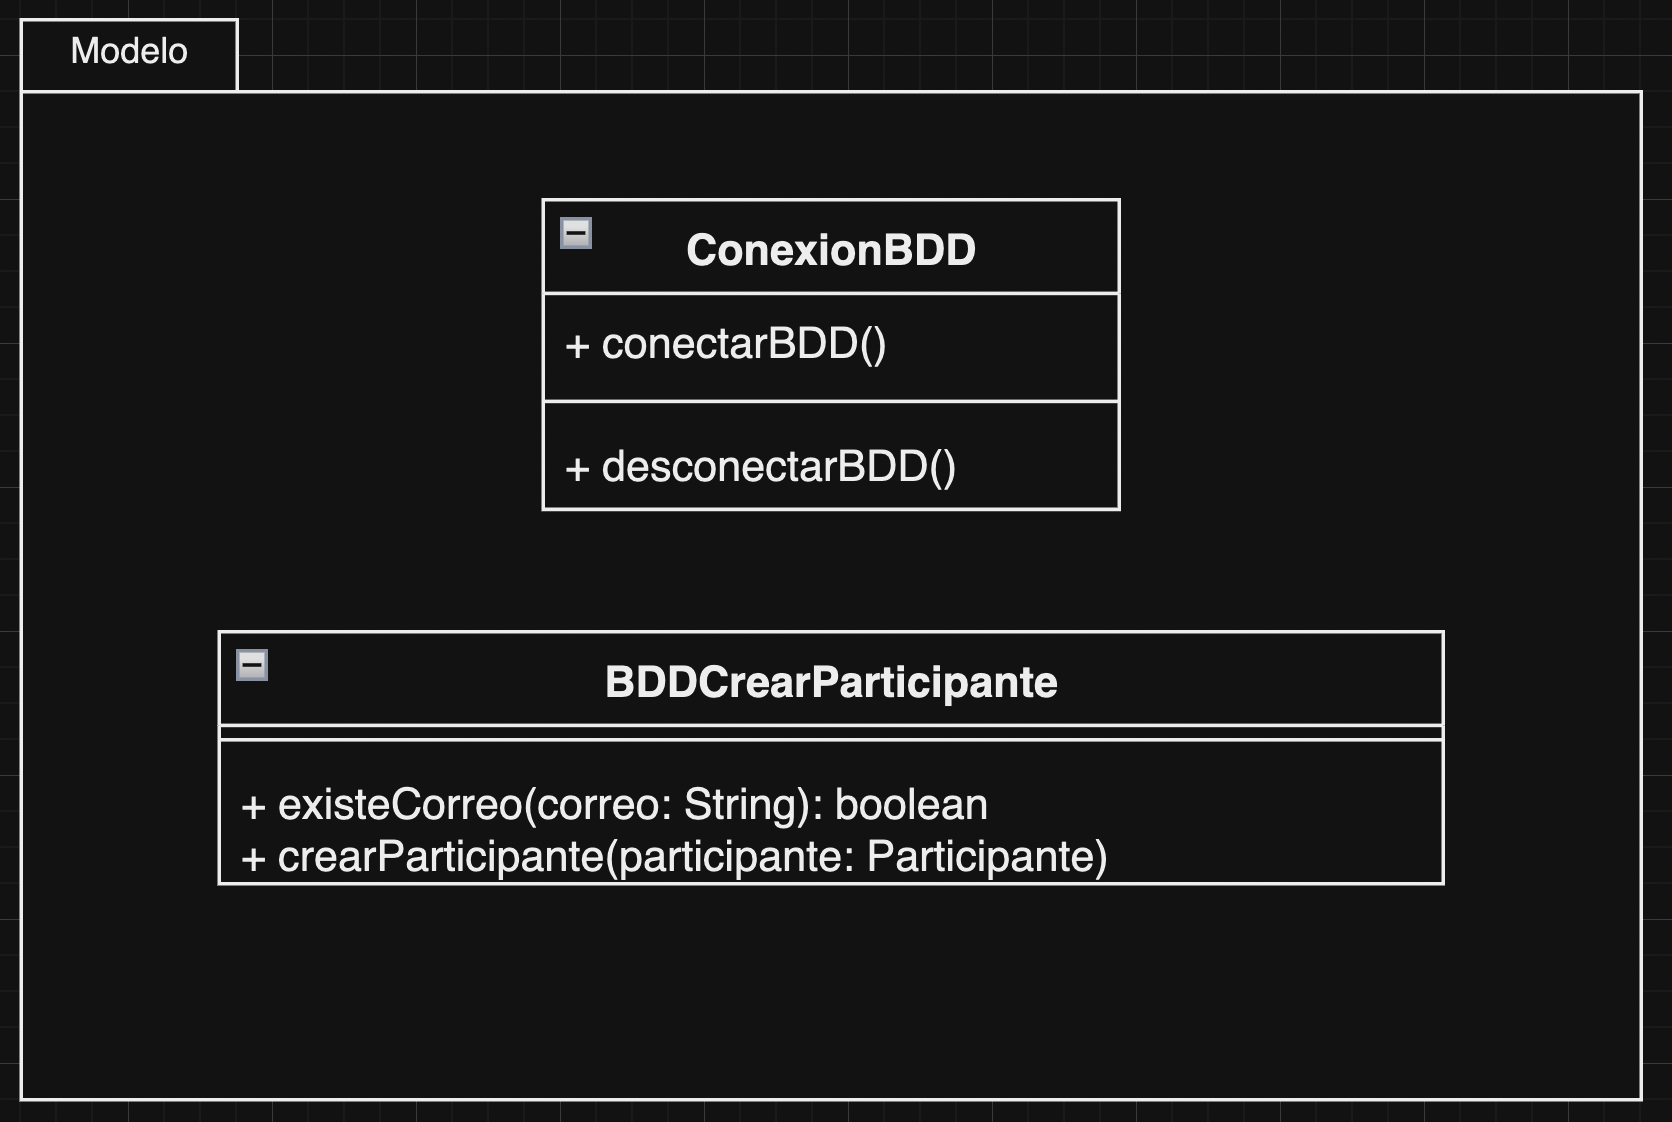 Modelo
ConexionBDD
+ conectarBDD()
+ desconectarBDD()
BDDCrearParticipante
+ existeCorreo(correo: String): boolean
+ crearParticipante(participante: Participante)